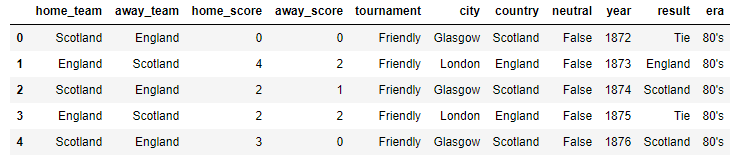 home_team away_team home_score away_score tournament city country neutral year result era
0 Scotland England 0 0 Friendly Glasgow Scotland False 1872 Tie 80's
1 England Scotland 4 2 Friendly London England False 1873 England 80's
2 Scotland England 2 1 Friendly Glasgow Scotland False 1874 Scotland 80's
3 England Scotland 2 2 Friendly London England False 1875 Tie 80's
4 Scotland England 3 0 Friendly Glasgow Scotland False 1876 Scotland 80's